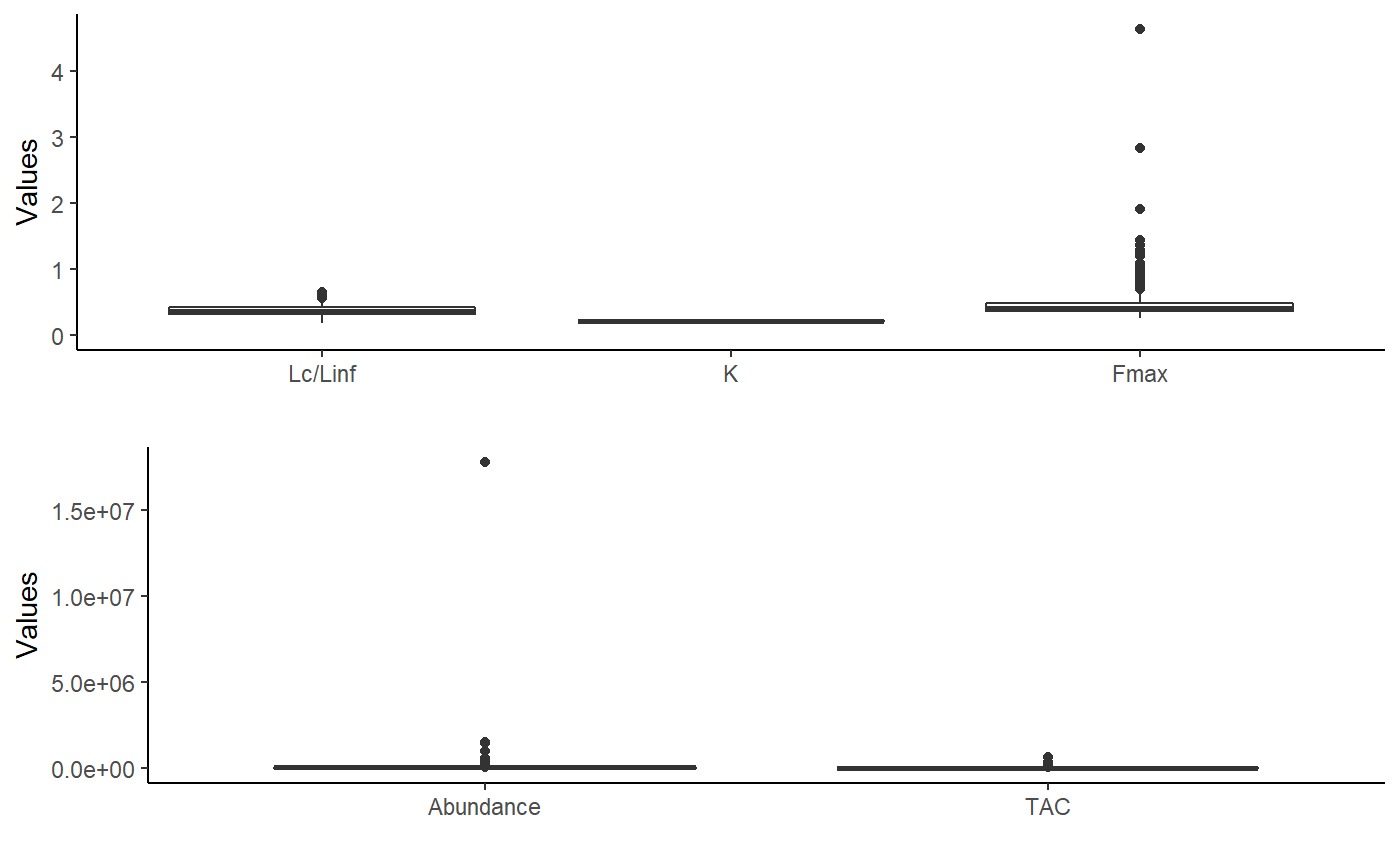 Values
4
3
2
1
0
Lc/Linf K Fmax
Values
1.5e+07
1.0e+07
5.0e+06
0.0e+00
Abundance TAC